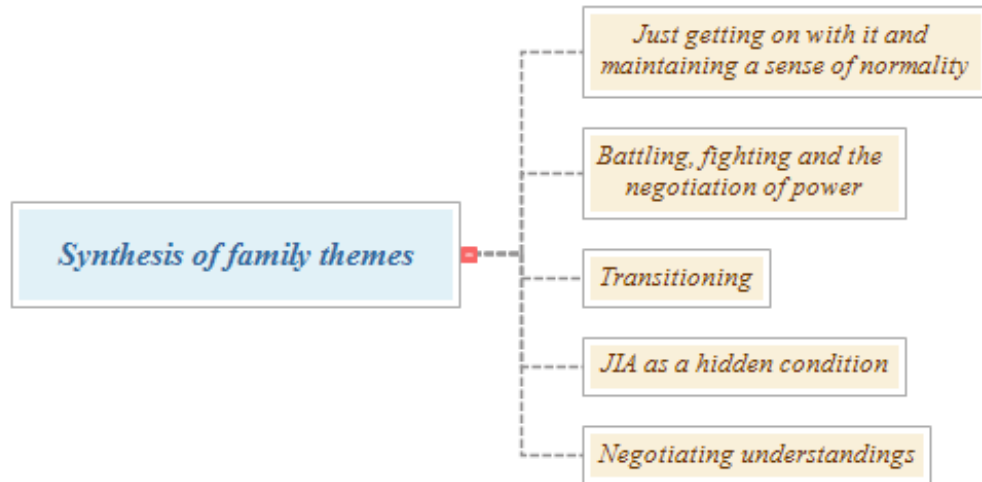 Just getting on with it and
maintaining a sense of normality
Battling, fighting and the
negotiation of power
Synthesis of family themes
Transitioning
JIA as a hidden condition
Negotiating understandings